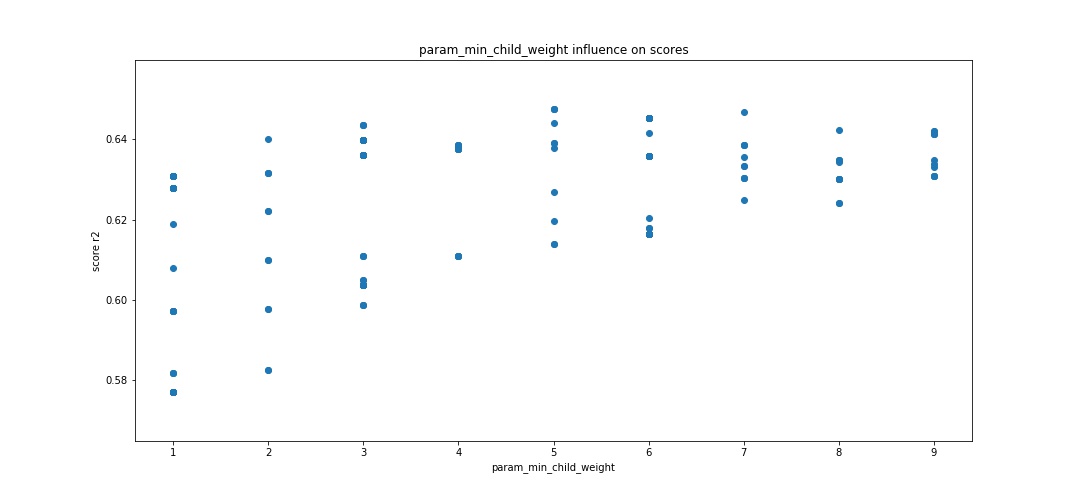 param_min_child_weight influence on scores
score r2
0.64
0.62
0.60
0.58
1 2 3 4 5 6 7 8 9
param_min_child_weight